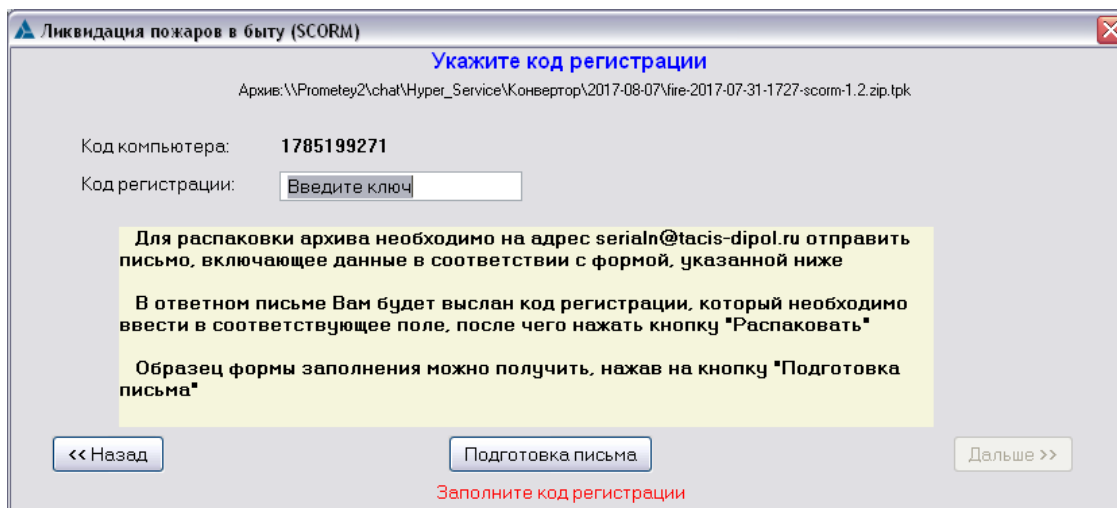 Ликвидация пожаров в быту (SCORM)
Укажите код регистрации
Архив:\\Prometey2\chat\Hyper_Service\Конвертор\2017-08-07\fire-2017-07-31-1727-scorm-1.2.zip.tpk
Код компьютера: 1785199271
Код регистрации: Введите ключ
Для распаковки архива необходимо на адрес serialn@tacis-dipol.ru отправить
письмо, включающее данные в соответствии с формой, указанной ниже
В ответном письме Вам будет выслан код регистрации, который необходимо
ввести в соответствующее поле, после чего нажать кнопку "Распаковать"
Образец формы заполнения можно получить, нажав на кнопку "Подготовка
письма"
<< Назад Подготовка письма Дальше >>
Заполните код регистрации